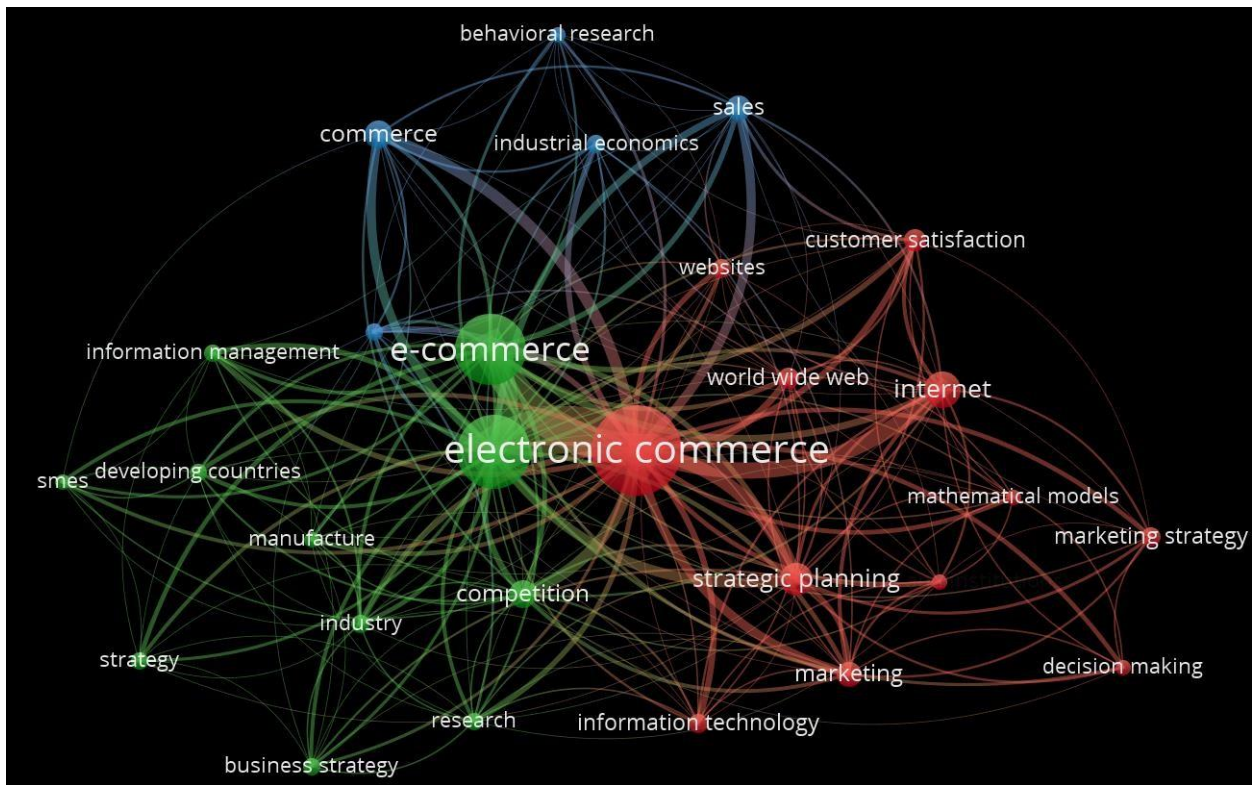 behavioral research
sales
commerce
industrial economics
customer satisfaction
websites
information management
e-commerce
world wide web
internet
electronic commerce
developing countries
smes
mathematical models
manufacture
marketing strategy
strategic planning
competition
industry
strategy
marketing
decision making
research
information technology
business strategy